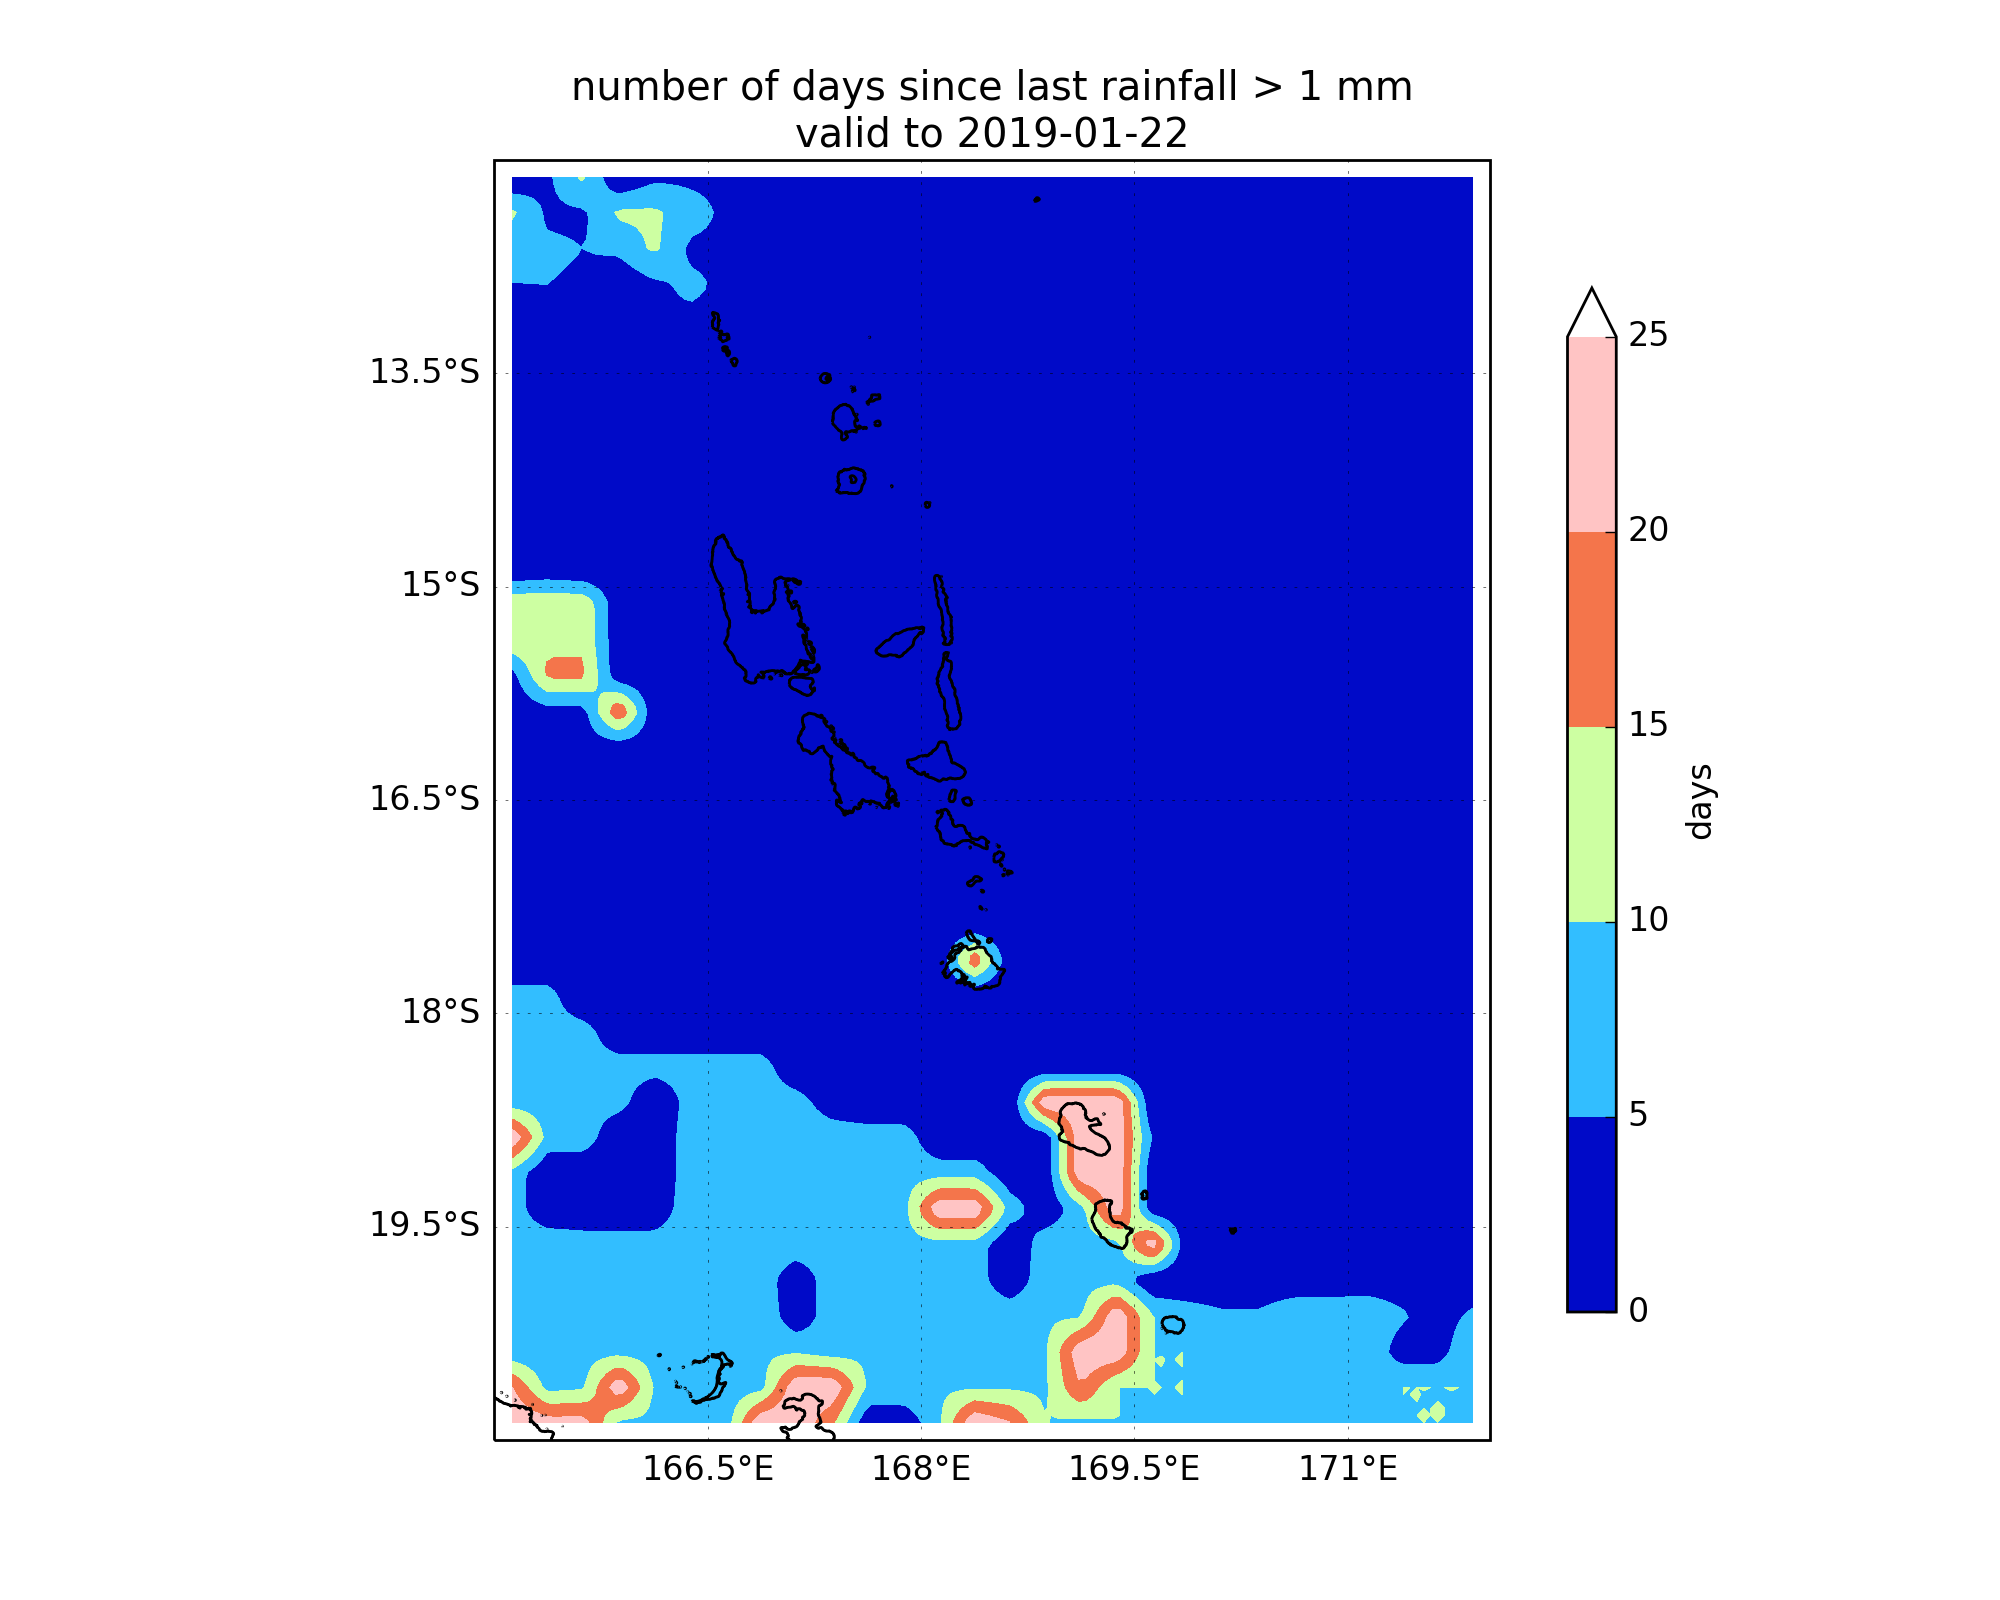 number of days since last rainfall > 1 mm
valid to 2019-01-22
13.5°S
15°S
16.5°S
18°S
19.5°S
166.5°E
168°E
169.5°E
171°E
25
20
15
10
5
0
days